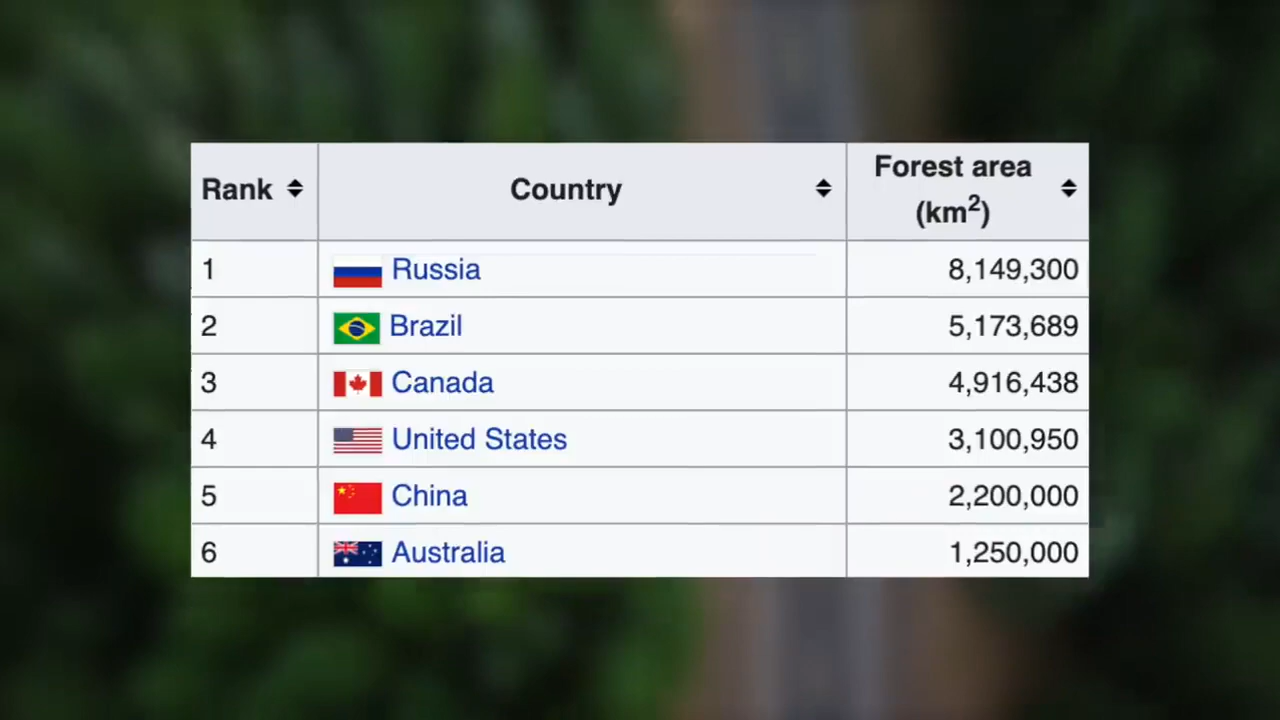 Rank Country Forest area (km²)
1 Russia 8,149,300
2 Brazil 5,173,689
3 Canada 4,916,438
4 United States 3,100,950
5 China 2,200,000
6 Australia 1,250,000